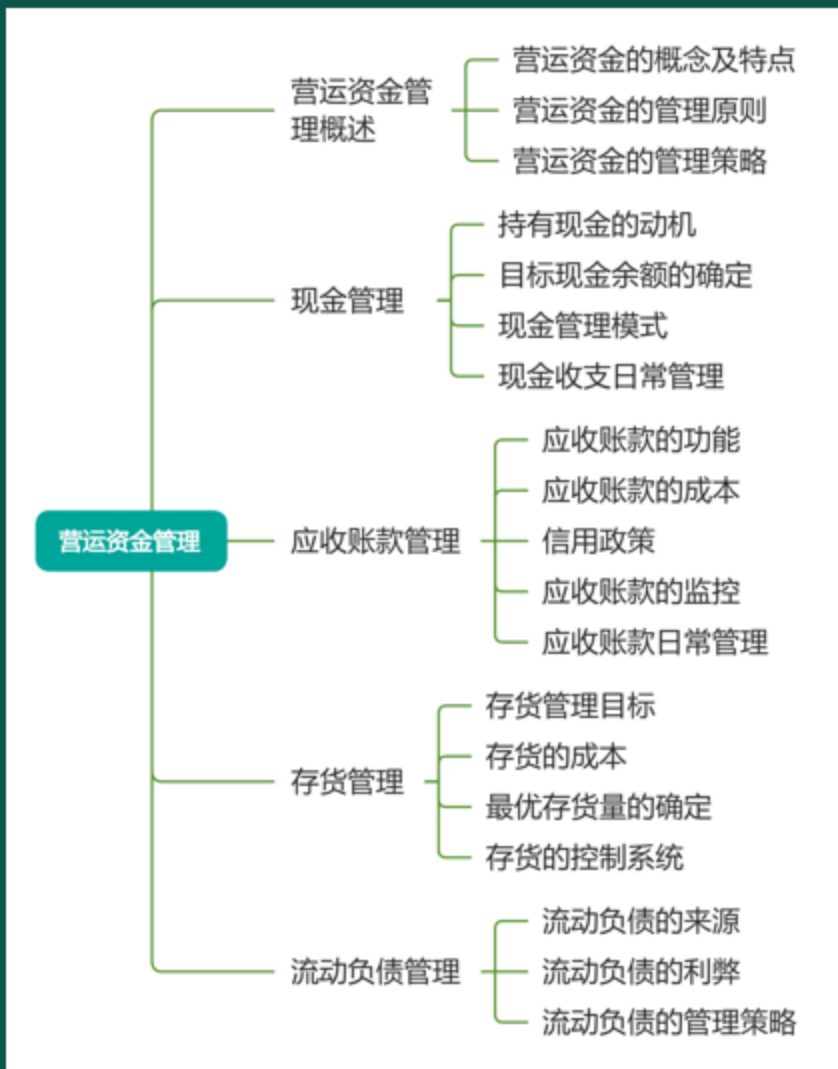 营运资金管
理概述
营运资金的概念及特点
营运资金的管理原则
营运资金的管理策略
现金管理
持有现金的动机
目标现金余额的确定
现金管理模式
现金收支日常管理
营运资金管理
应收账款管理
应收账款的功能
应收账款的成本
信用政策
应收账款的监控
应收账款日常管理
存货管理
存货管理目标
存货的成本
最优存货量的确定
存货的控制系统
流动负债管理
流动负债的来源
流动负债的利弊
流动负债的管理策略